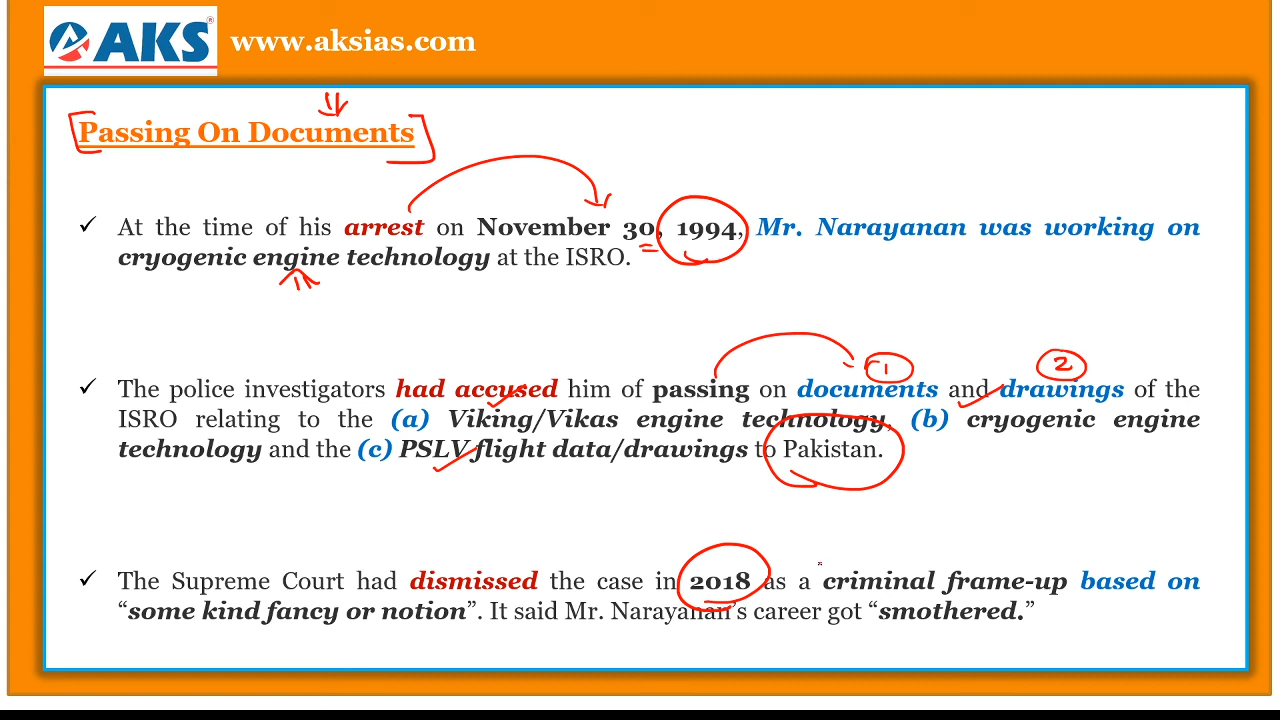 AKS®
www.aksias.com
Passing On Documents
✓ At the time of his arrest on November 30, 1994, Mr. Narayanan was working on
cryogenic engine technology at the ISRO.
1
2
✓ The police investigators had accused him of passing on documents and drawings of the
ISRO relating to the (a) Viking/Vikas engine technology, (b) cryogenic engine
technology and the (c) PSLV flight data/drawings to Pakistan.
✓ The Supreme Court had dismissed the case in 2018 as a criminal frame-up based on
“some kind fancy or notion”. It said Mr. Narayanan’s career got “smothered.”